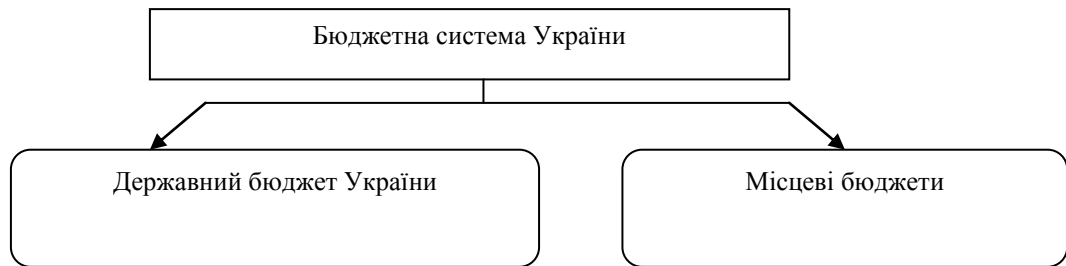 Бюджетна система України
Державний бюджет України
Місцеві бюджети